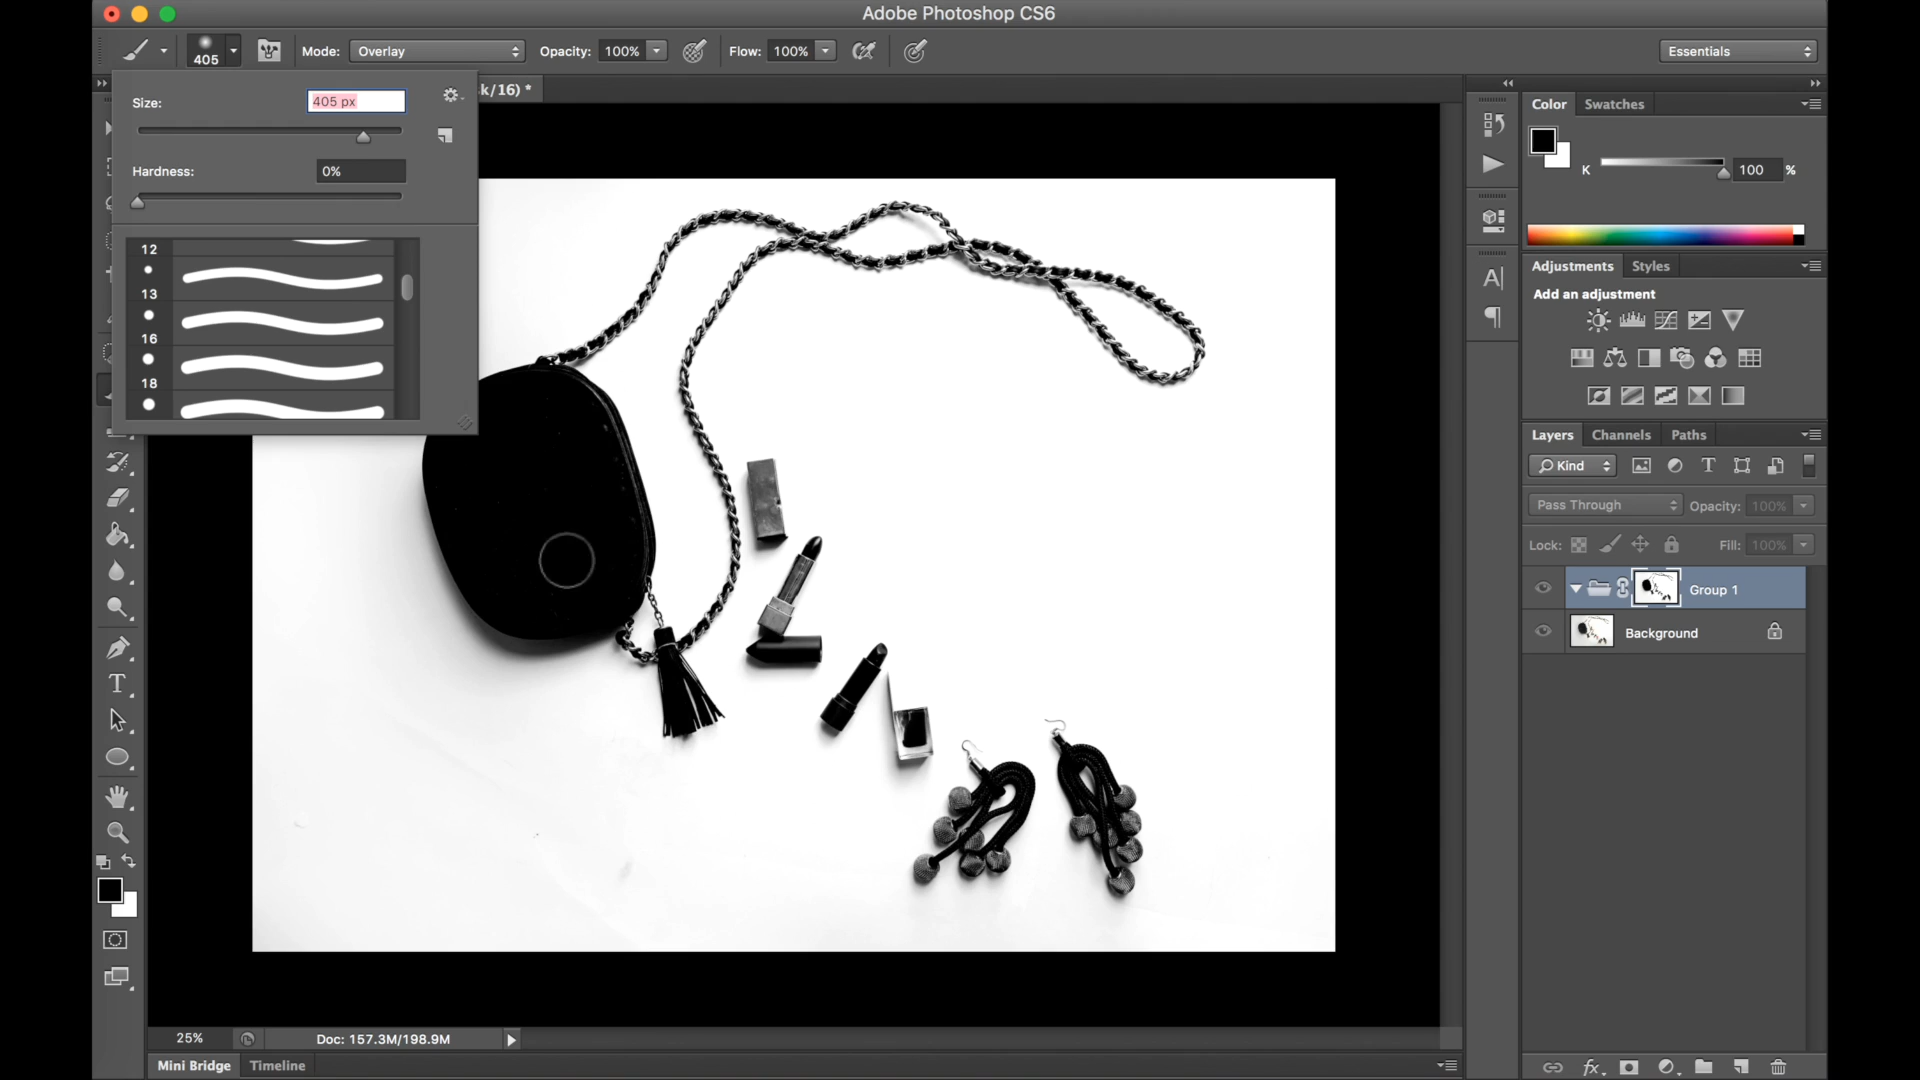 Adobe Photoshop CS6
405
Mode: Overlay
Opacity: 100%
Flow: 100%
Essentials
Size: 405 px
Hardness: 0%
12
13
16
18
k/16) *
Color Swatches
K 100 %
Adjustments Styles
Add an adjustment
Layers Channels Paths
Kind
Pass Through Opacity: 100%
Lock: Fill: 100%
Group 1
Background
25% Doc: 157.3M/198.9M
Mini Bridge Timeline